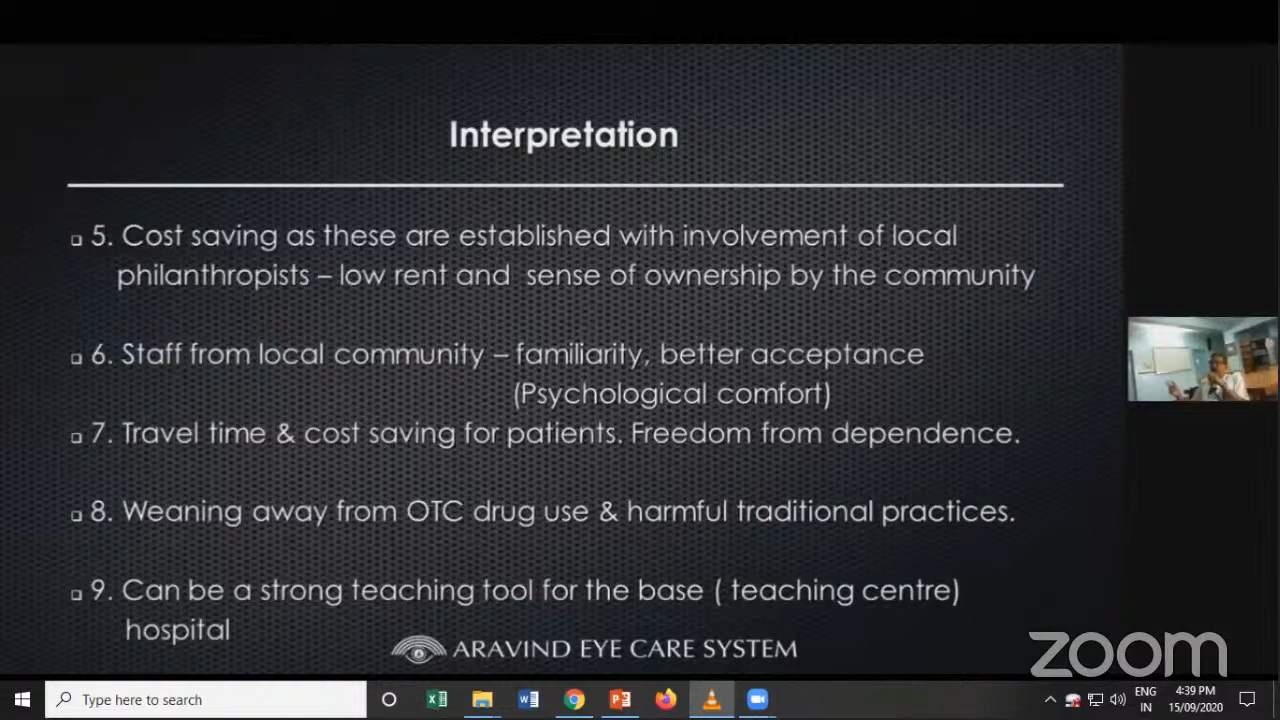 Interpretation
5. Cost saving as these are established with involvement of local
philanthropists – low rent and sense of ownership by the community
6. Staff from local community – familiarity, better acceptance
(Psychological comfort)
7. Travel time & cost saving for patients. Freedom from dependence.
8. Weaning away from OTC drug use & harmful traditional practices.
9. Can be a strong teaching tool for the base ( teaching centre)
hospital
ARAVIND EYE CARE SYSTEM
zoom
Type here to search
ENG
IN
4:39 PM
15/09/2020